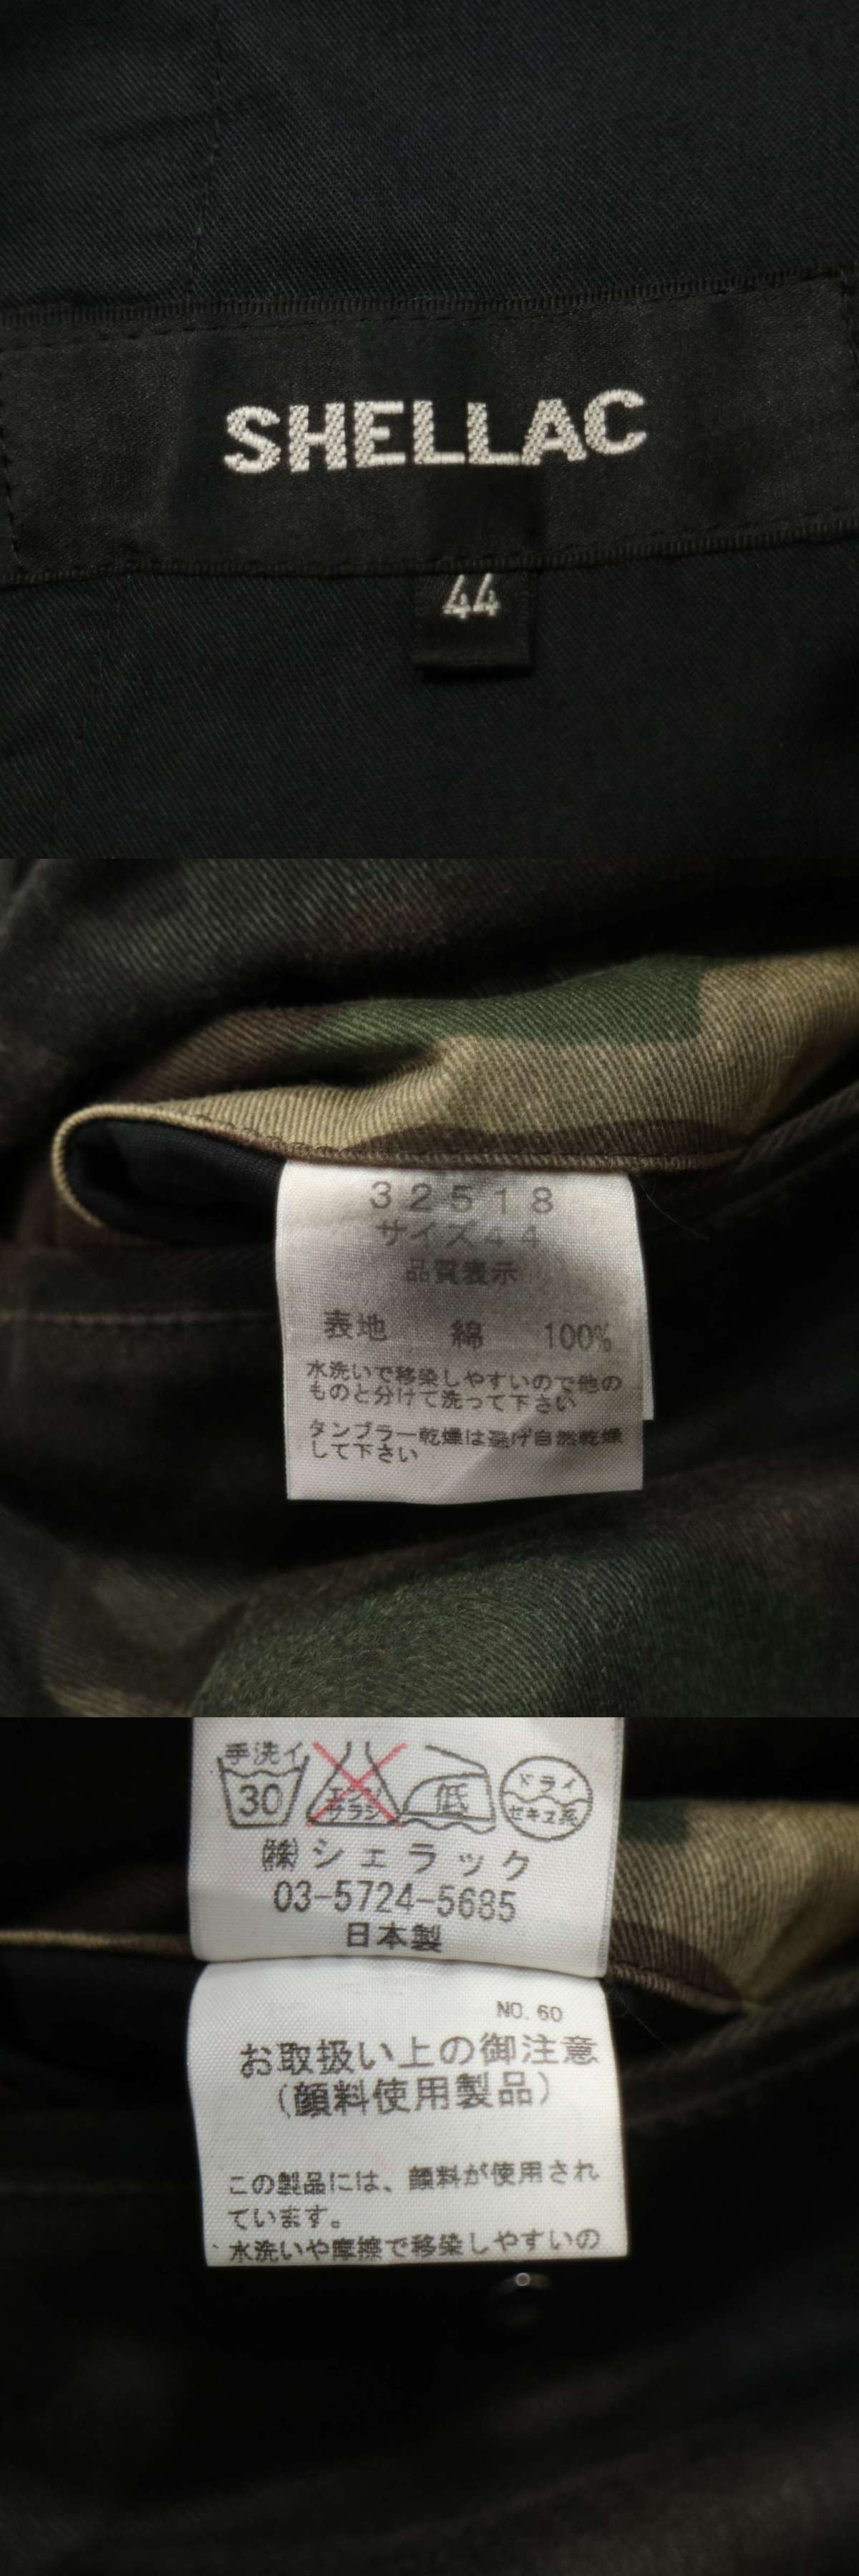 SHELLAC
44
32518
サイズ44
品質表示
表地 綿 100%
水洗いで移染しやすいので他の
ものと分けて洗って下さい
タンブラー乾燥は避け自然乾燥
して下さい
手洗イ
30
エンソ
サラシ
低
ドライ
セキユ系
㈱シェラック
03-5724-5685
日本製
NO. 60
お取扱い上の御注意
(顔料使用製品)
この製品には、顔料が使用され
ています。
水洗いや摩擦で移染しやすいの